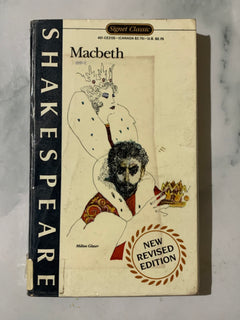 SHAKESPEARE
Signet Classic
Macbeth
Milton Glaser
NEW
REVISED
EDITION